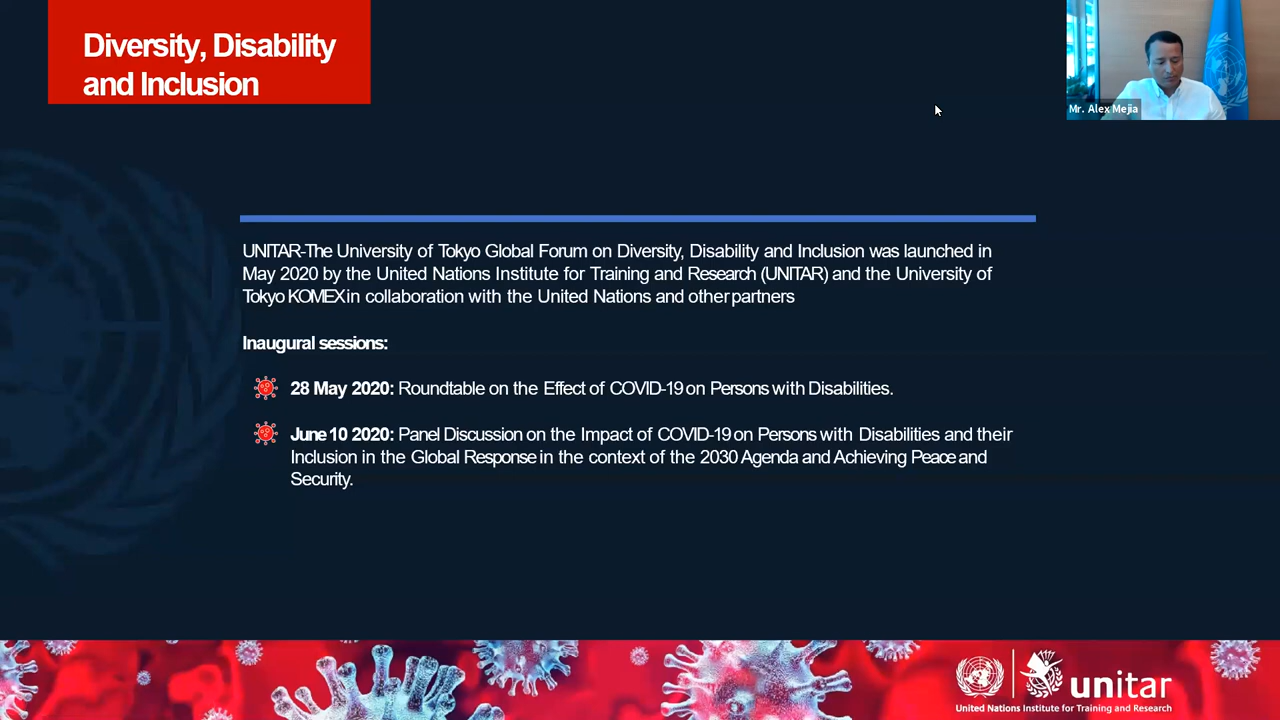 Diversity, Disability
and Inclusion
Mr. Alex Mejia
UNITAR-The University of Tokyo Global Forum on Diversity, Disability and Inclusion was launched in
May 2020 by the United Nations Institute for Training and Research (UNITAR) and the University of
Tokyo KOMEX in collaboration with the United Nations and other partners
Inaugural sessions:
28 May 2020: Roundtable on the Effect of COVID-19 on Persons with Disabilities.
June 10 2020: Panel Discussion on the Impact of COVID-19 on Persons with Disabilities and their
Inclusion in the Global Response in the context of the 2030 Agenda and Achieving Peace and
Security.
unitar
United Nations Institute for Training and Research